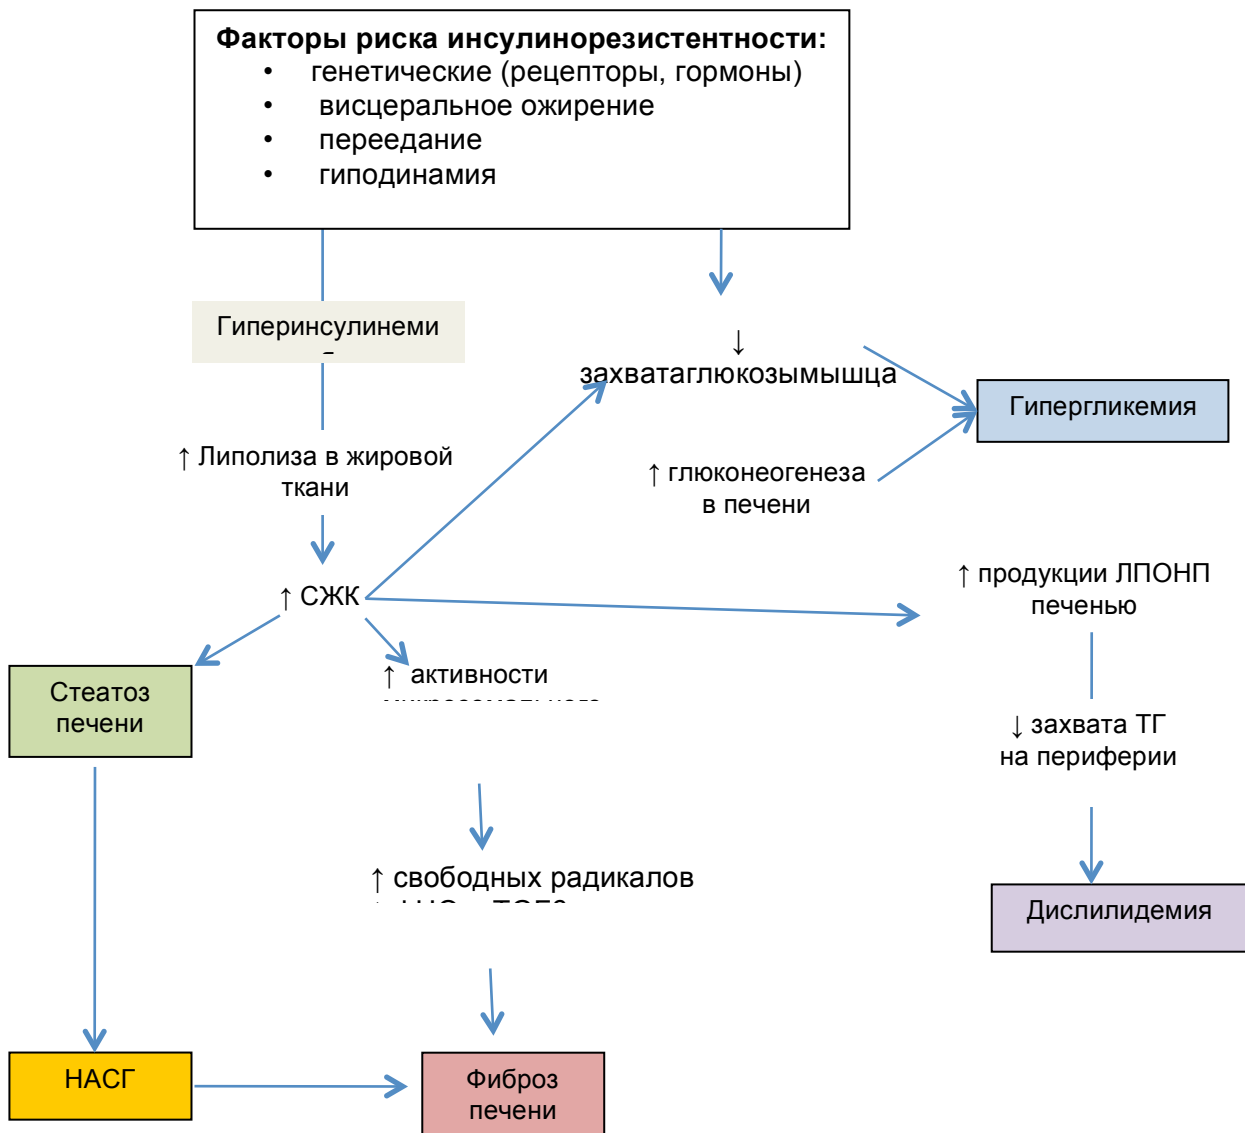 Факторы риска инсулинорезистентности:
• генетические (рецепторы, гормоны)
• висцеральное ожирение
• переедание
• гиподинамия
Гиперинсулинеми
↓
захватаглюкозымышца
Гипергликемия
↑ Липолиза в жировой
ткани
↑ глюконеогенеза
в печени
↑ СЖК
↑ продукции ЛПОНП
печенью
Стеатоз
печени
↑ активности
↓ захвата ТГ
на периферии
↑ свободных радикалов
Дислилидемия
НАСГ
Фиброз
печени